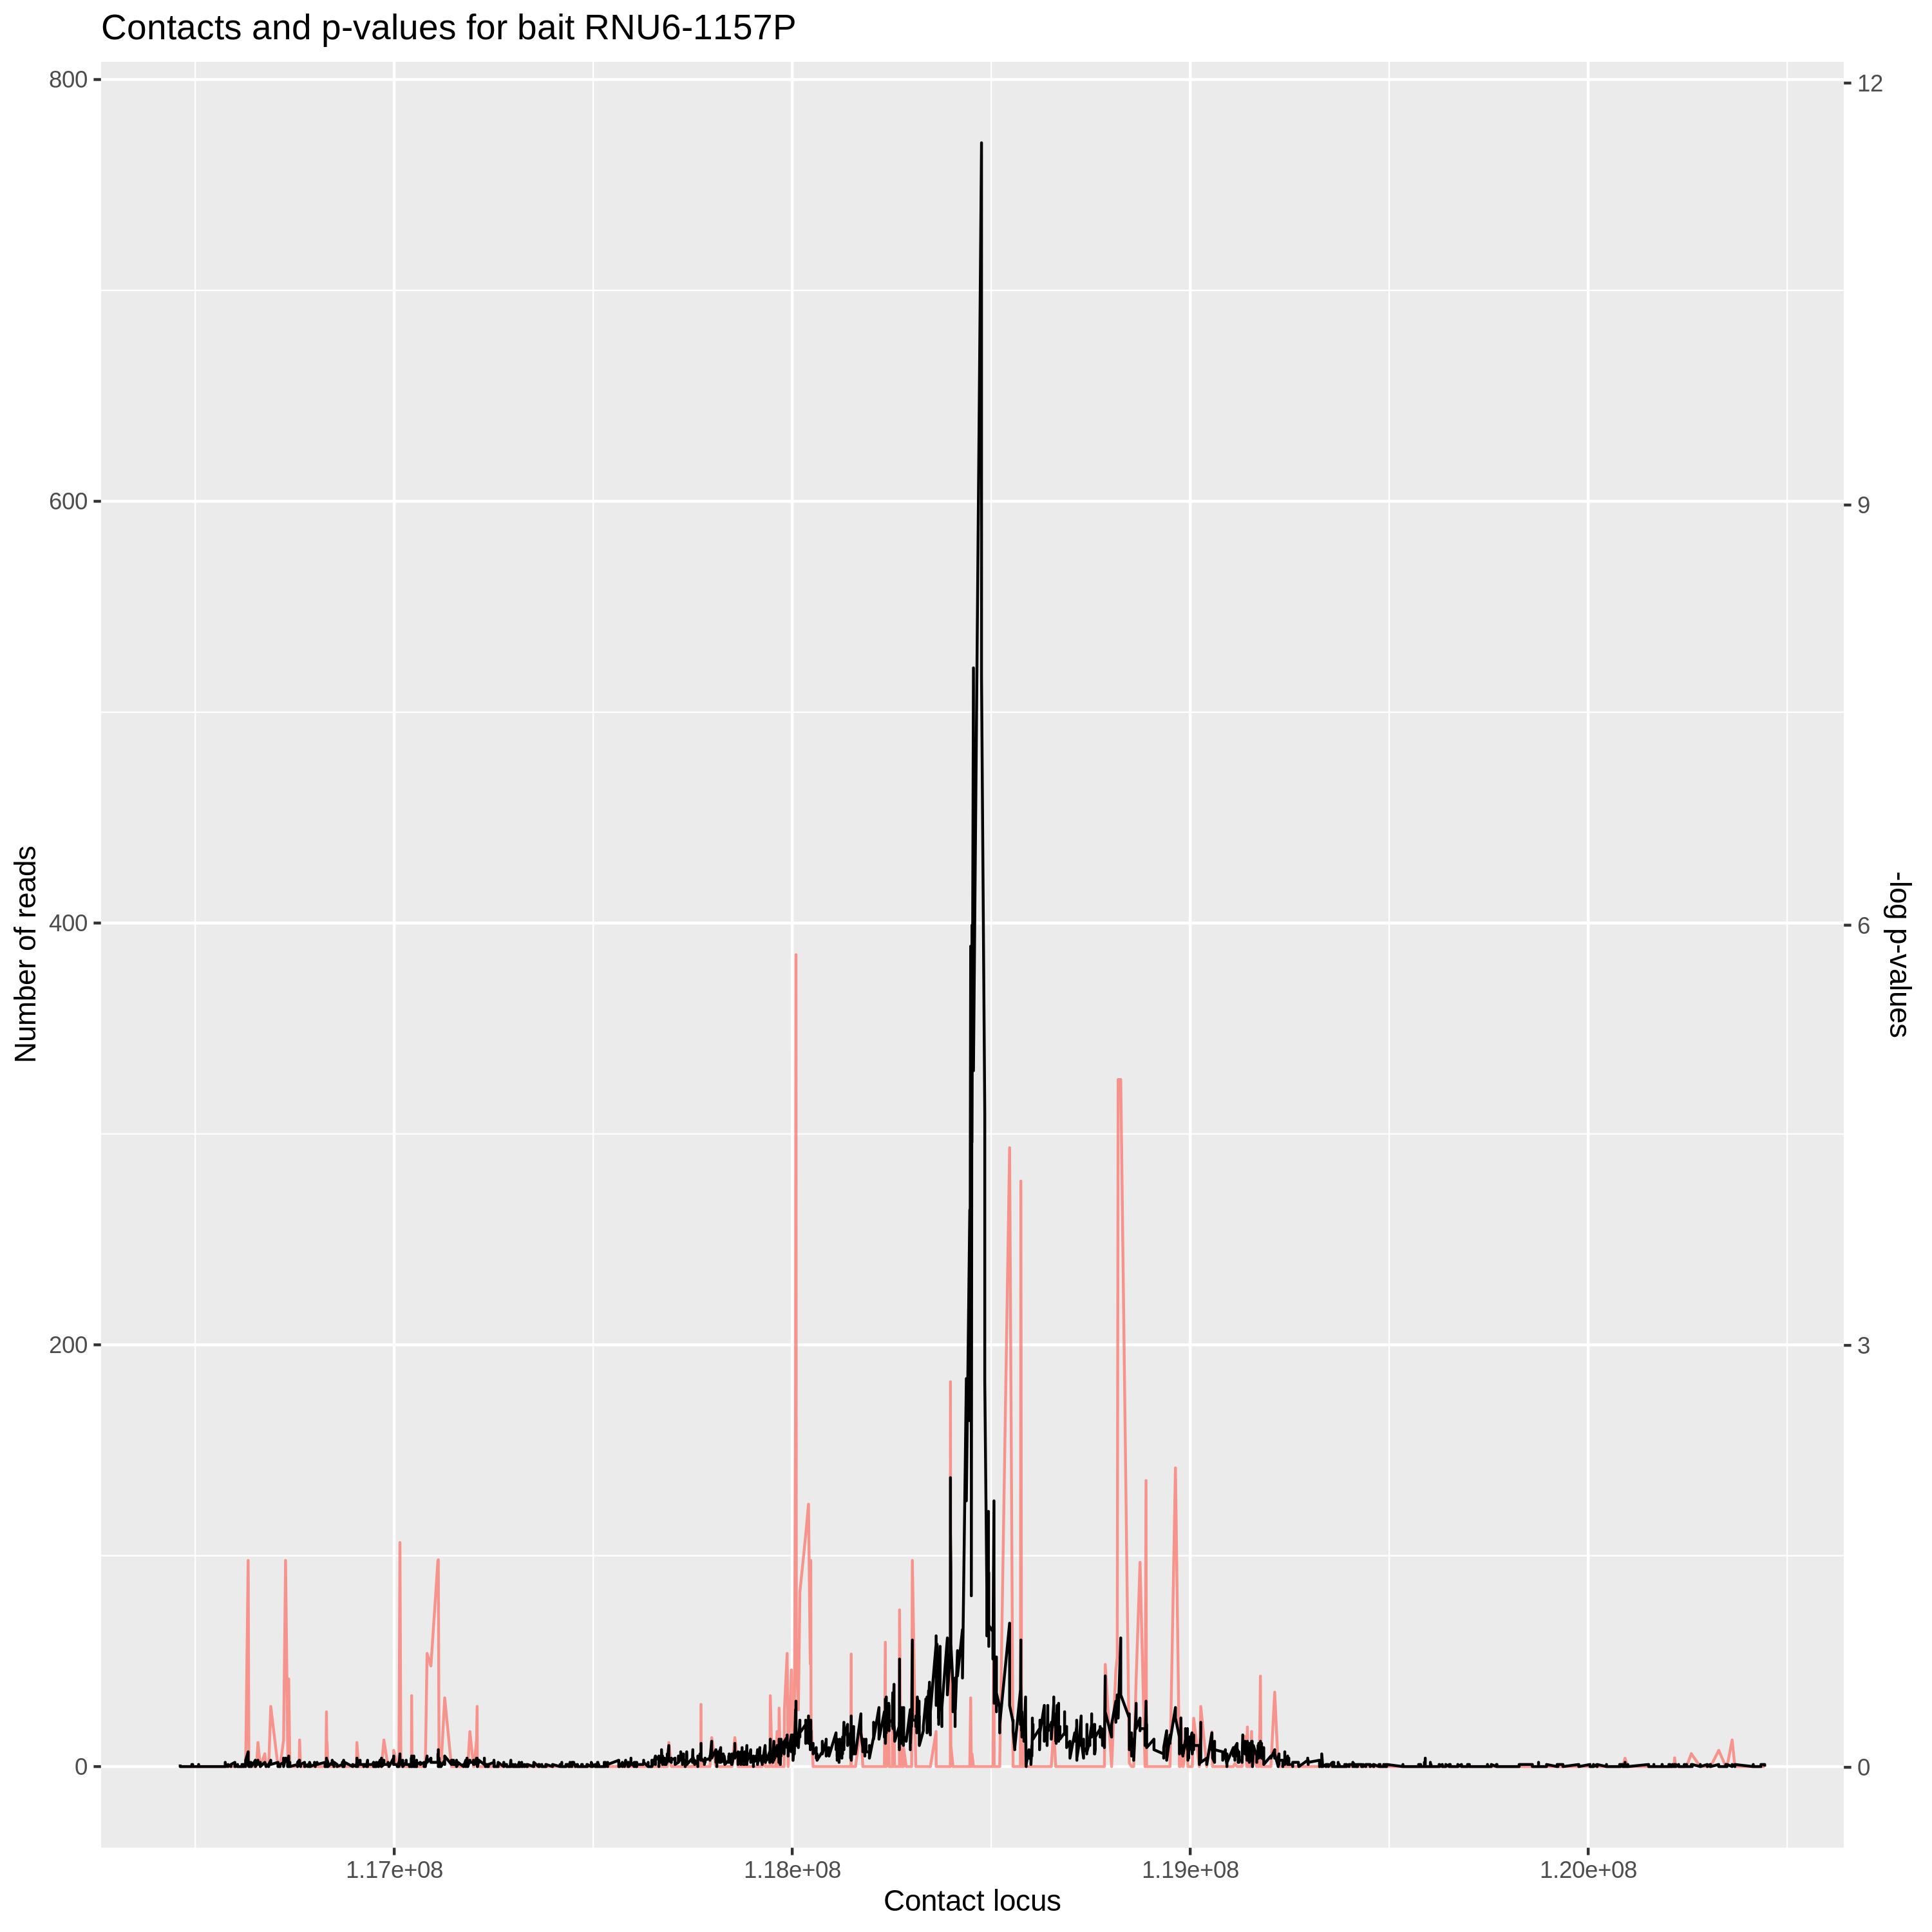 Contacts and p-values for bait RNU6-1157P
800
600
400
200
0
Number of reads
12
9
6
3
0
-log p-values
1.17e+08
1.18e+08
1.19e+08
1.20e+08
Contact locus